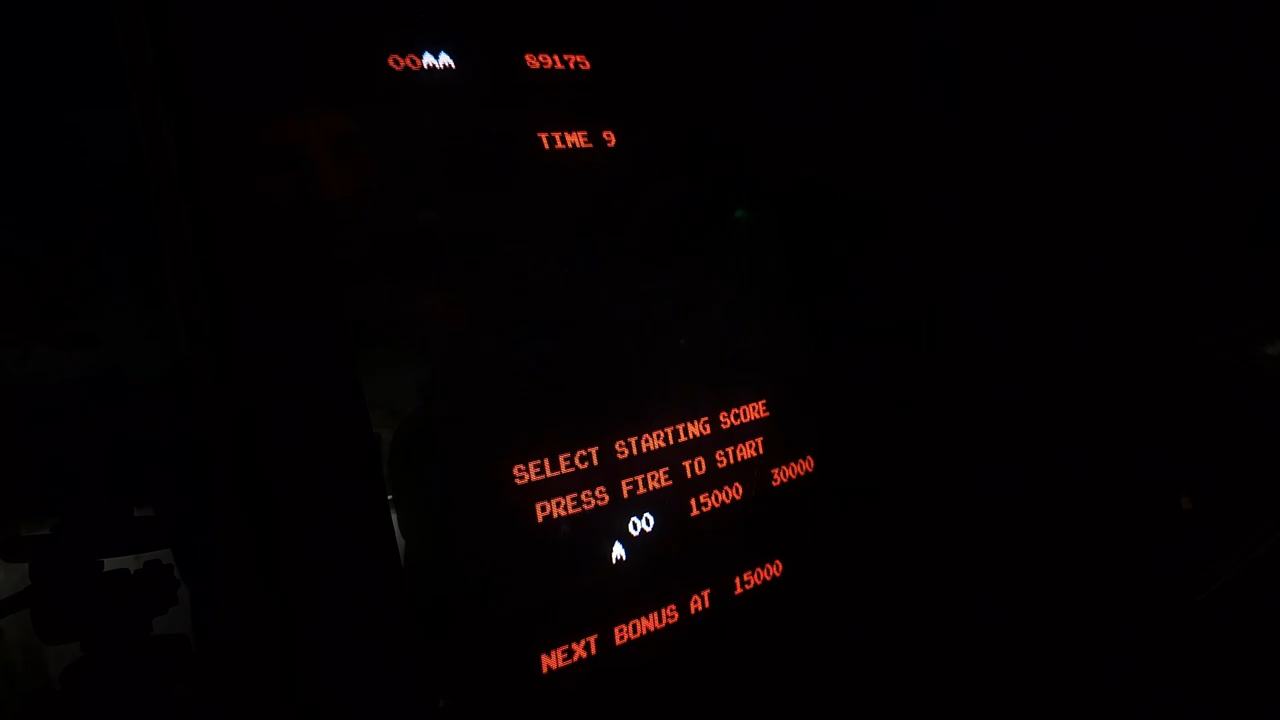 00 89175
TIME 9
SELECT STARTING SCORE
PRESS FIRE TO START
00 15000 30000
NEXT BONUS AT 15000